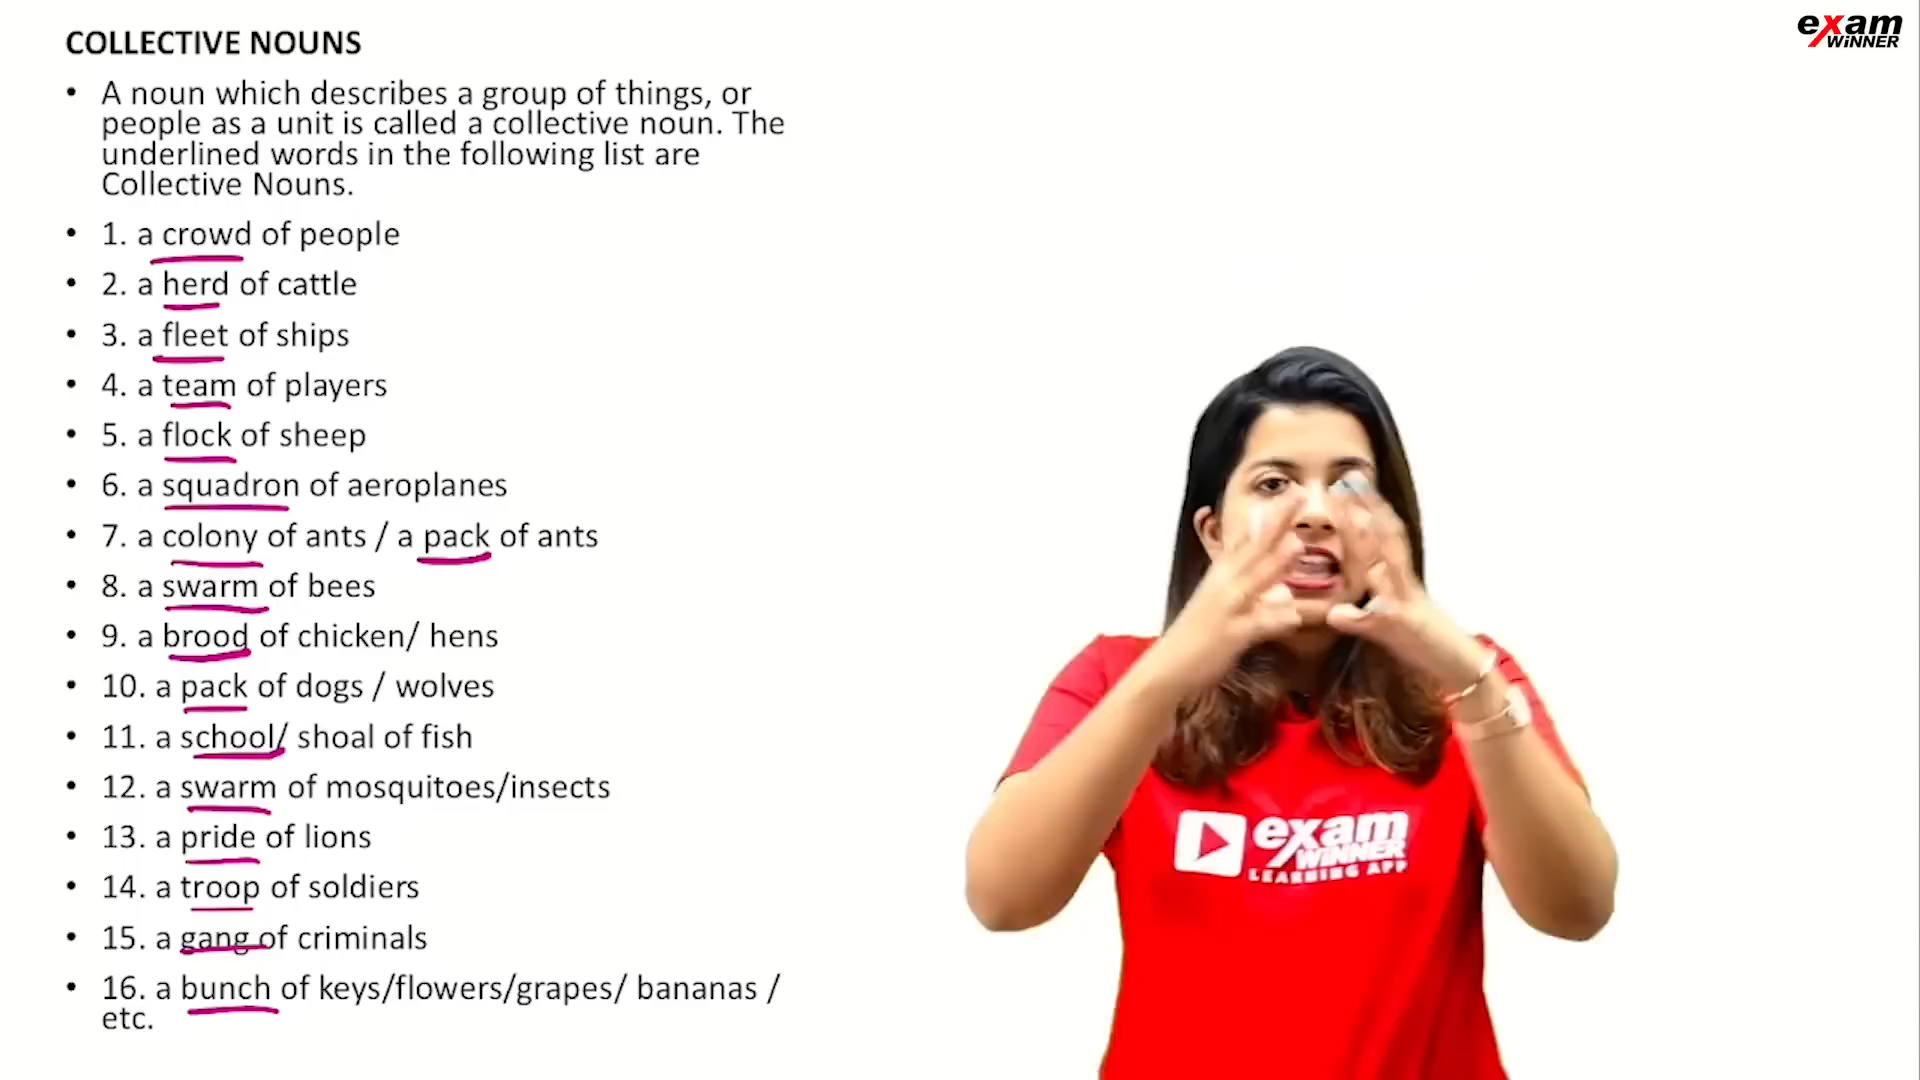 COLLECTIVE NOUNS
• A noun which describes a group of things, or
people as a unit is called a collective noun. The
underlined words in the following list are
Collective Nouns.
• 1. a crowd of people
• 2. a herd of cattle
• 3. a fleet of ships
• 4. a team of players
• 5. a flock of sheep
• 6. a squadron of aeroplanes
• 7. a colony of ants / a pack of ants
• 8. a swarm of bees
• 9. a brood of chicken/ hens
• 10. a pack of dogs / wolves
• 11. a school/ shoal of fish
• 12. a swarm of mosquitoes/insects
• 13. a pride of lions
• 14. a troop of soldiers
• 15. a gang of criminals
• 16. a bunch of keys/flowers/grapes/ bananas /
etc.
exam
WiNNER
exam
WiNNER
LEARNING APP